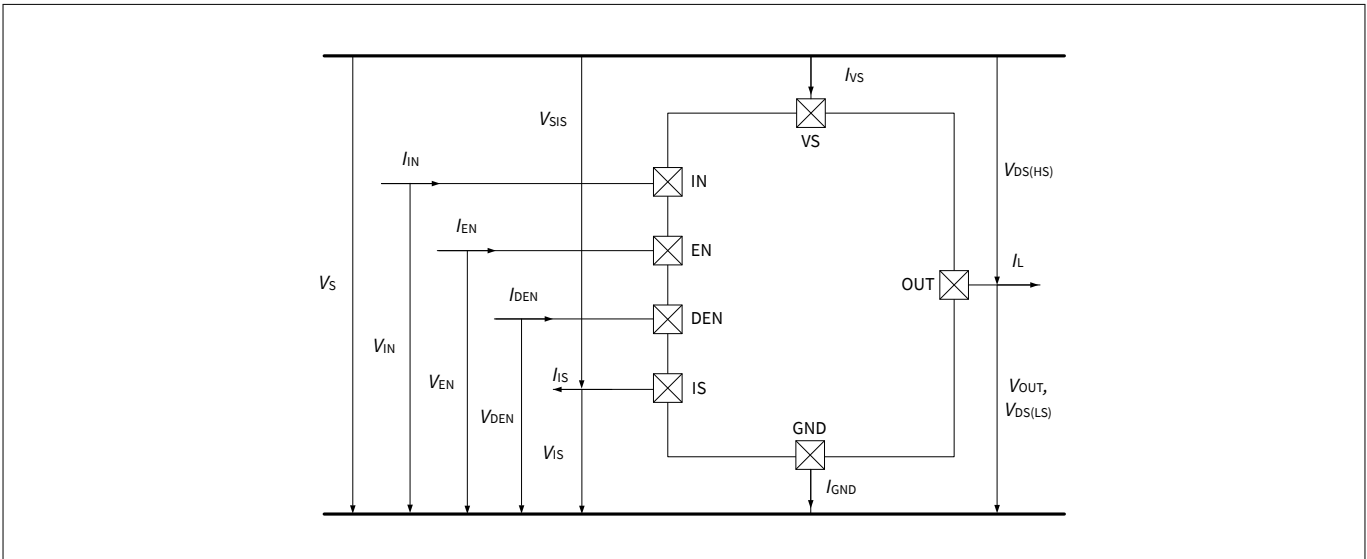 IVS
VSIS
VS
IIN
IN
VDS(HS)
IEN
EN
IL
OUT
VS
IDEN
DEN
VIN
IIS
IS
VEN
VOUT,
VDS(LS)
VDEN
GND
VIS
IGND